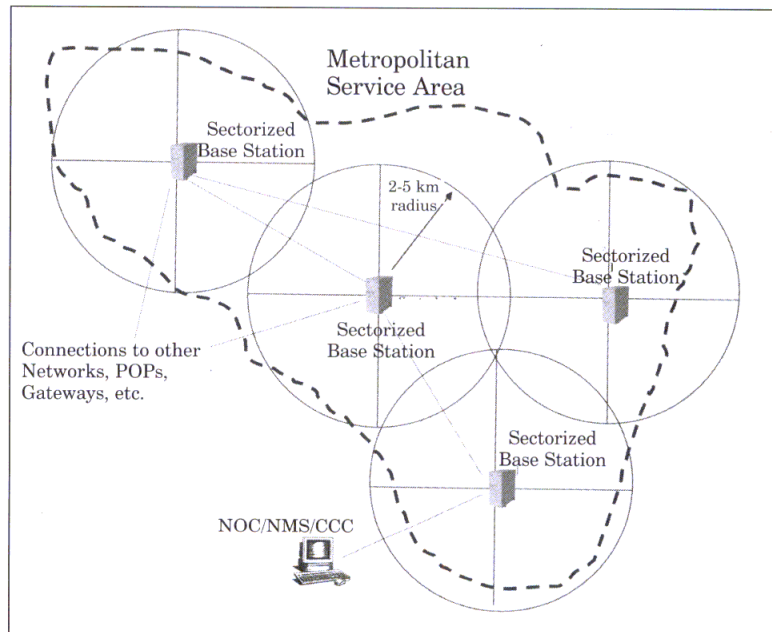 Metropolitan
Service Area
Sectorized
Base Station
2-5 km
radius
Sectorized
Base Station
Sectorized
Base Station
Connections to other
Networks, POPs,
Gateways, etc.
Sectorized
Base Station
NOC/NMS/CCC